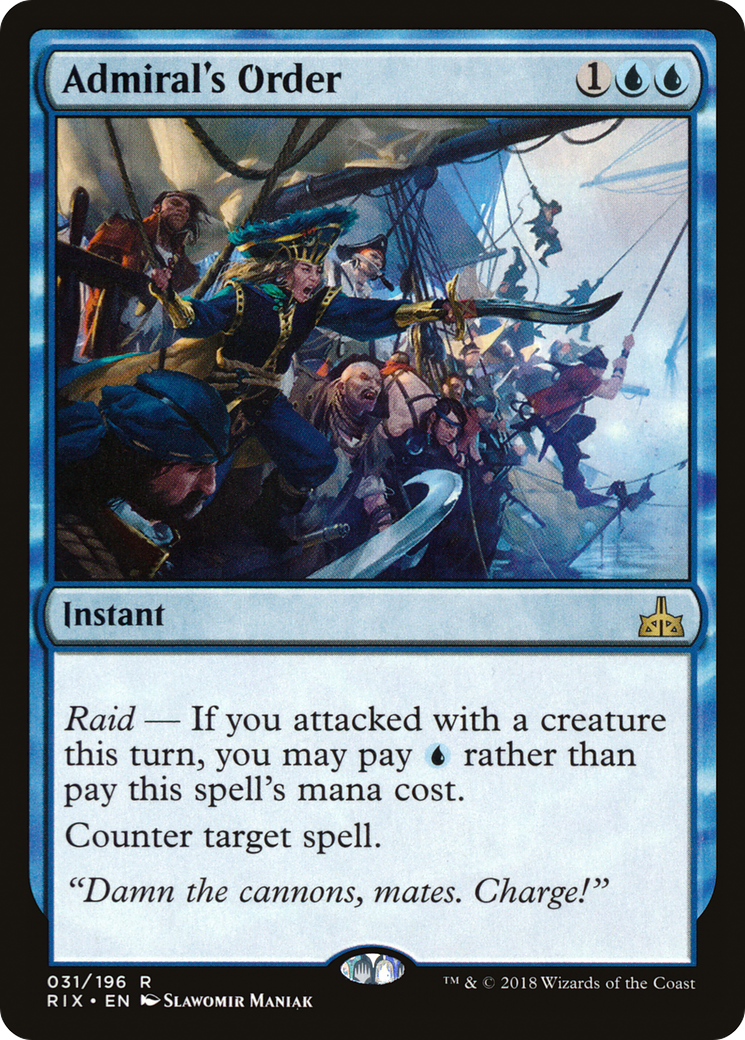 Admiral's Order 1
Instant
Raid — If you attacked with a creature
this turn, you may pay rather than
pay this spell's mana cost.
Counter target spell.
“Damn the cannons, mates. Charge!”
031/196 R
RIX • EN Slawomir Maniak
™ & © 2018 Wizards of the Coast